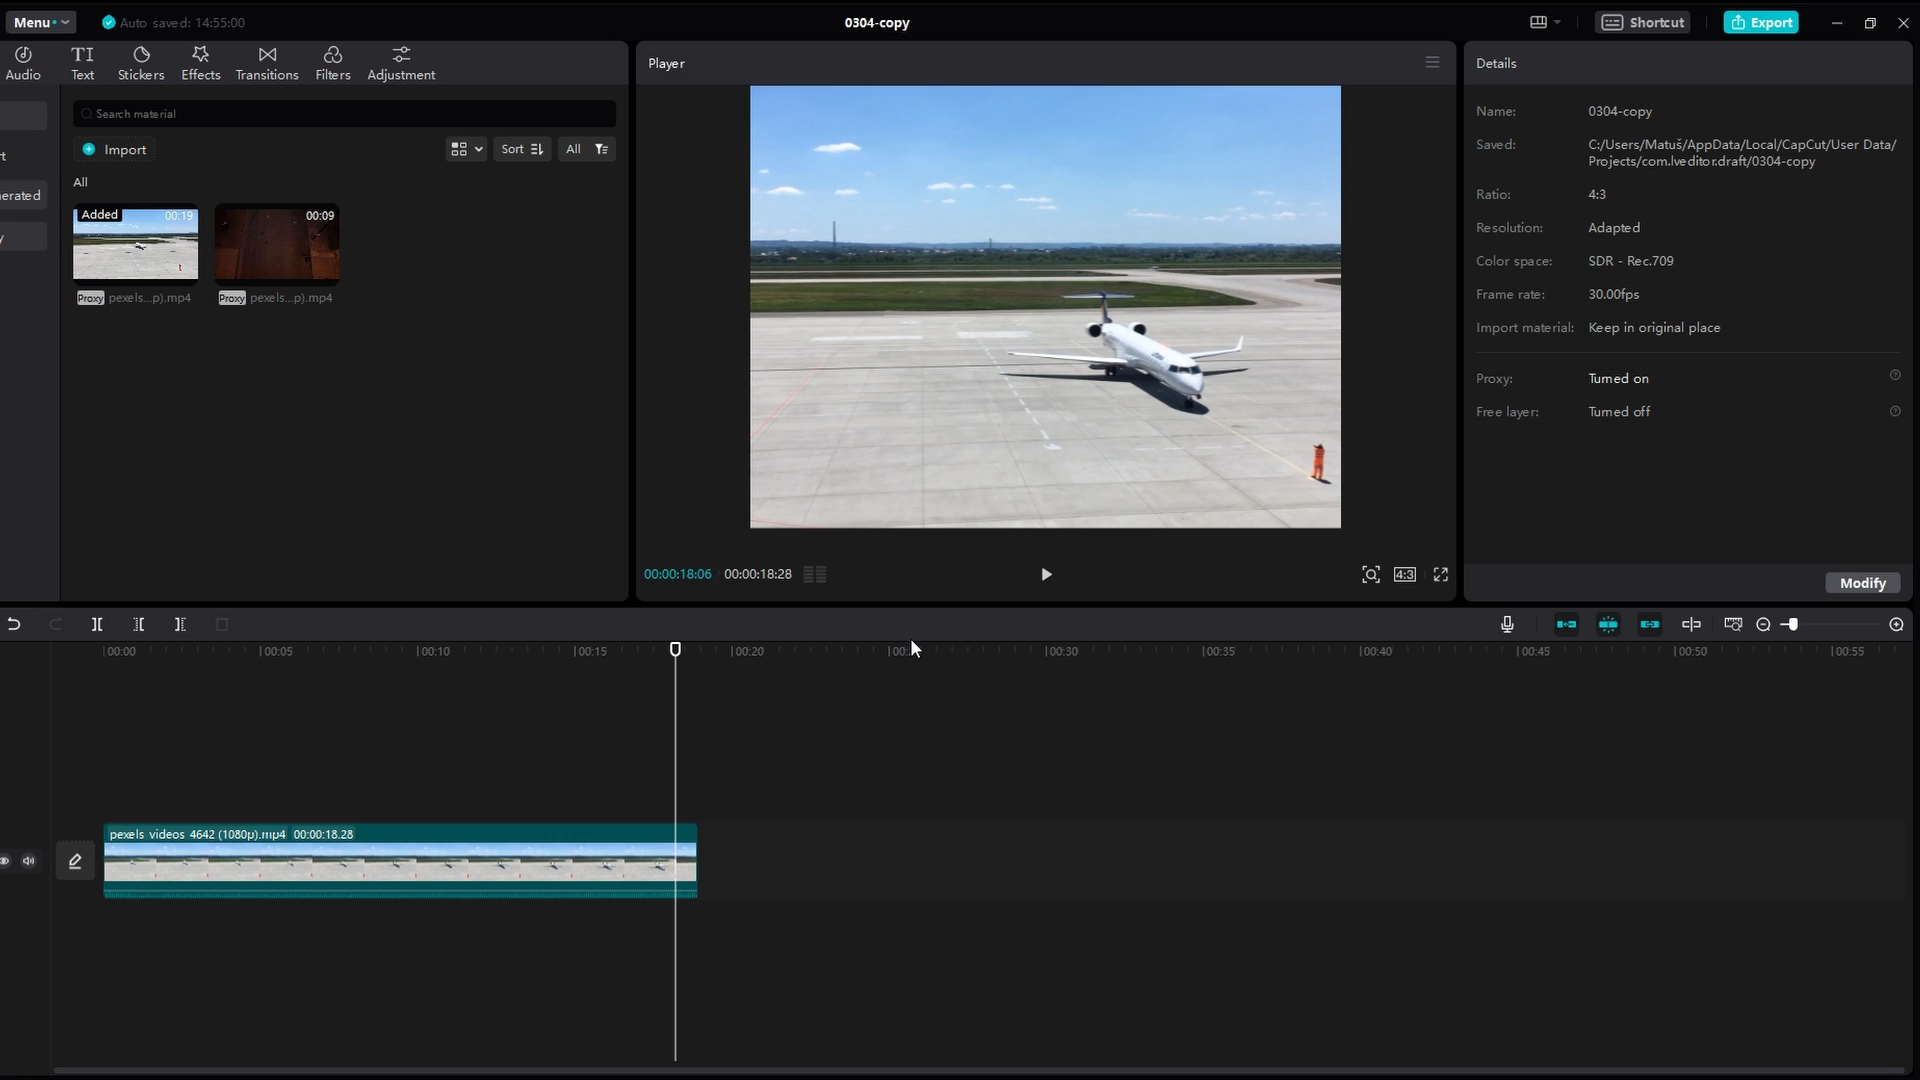 Menu
Auto saved: 14:55:00
0304-copy
Shortcut
Export
Audio
Text
Stickers
Effects
Transitions
Filters
Adjustment
Search material
Import
Sort
All
All
Added
00:19
00:09
Proxy pexels...p).mp4
Proxy pexels...p).mp4
Player
00:00:18:06
00:00:18:28
4:3
Details
Name: 0304-copy
Saved: C:/Users/Matuš/AppData/Local/CapCut/User Data/
Projects/com.lveditor.draft/0304-copy
Ratio: 4:3
Resolution: Adapted
Color space: SDR - Rec.709
Frame rate: 30.00fps
Import material: Keep in original place
Proxy: Turned on
Free layer: Turned off
Modify
00:00
00:05
00:10
00:15
00:20
00:30
00:35
00:40
00:45
00:50
00:55
pexels videos 4642 (1080p).mp4 00:00:18.28